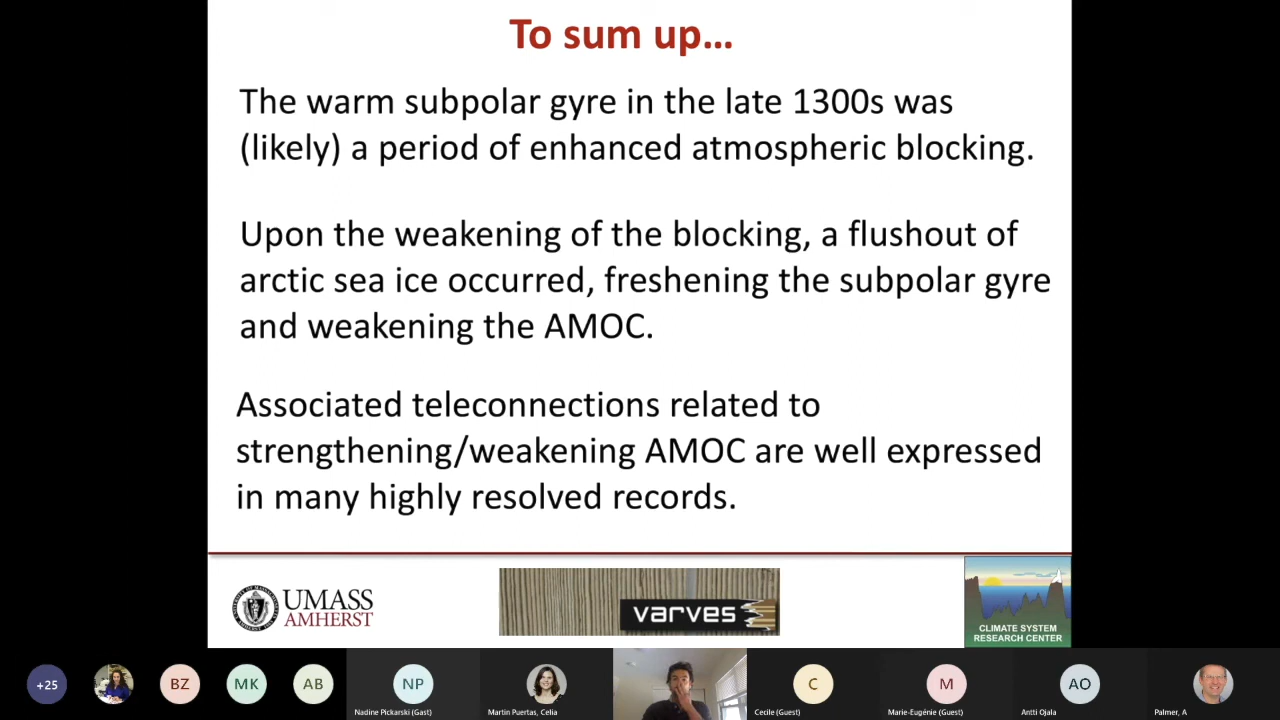 To sum up...
The warm subpolar gyre in the late 1300s was
(likely) a period of enhanced atmospheric blocking.
Upon the weakening of the blocking, a flushout of
arctic sea ice occurred, freshening the subpolar gyre
and weakening the AMOC.
Associated teleconnections related to
strengthening/weakening AMOC are well expressed
in many highly resolved records.
UMASS
AMHERST
varves
CLIMATE SYSTEM
RESEARCH CENTER
+25
BZ
MK
AB
NP
C
M
AO
Nadine Pickarski (Gast)
Martin Puertas, Celia
Cecile (Guest)
Marie-Eugénie (Guest)
Antti Ojala
Palmer, A